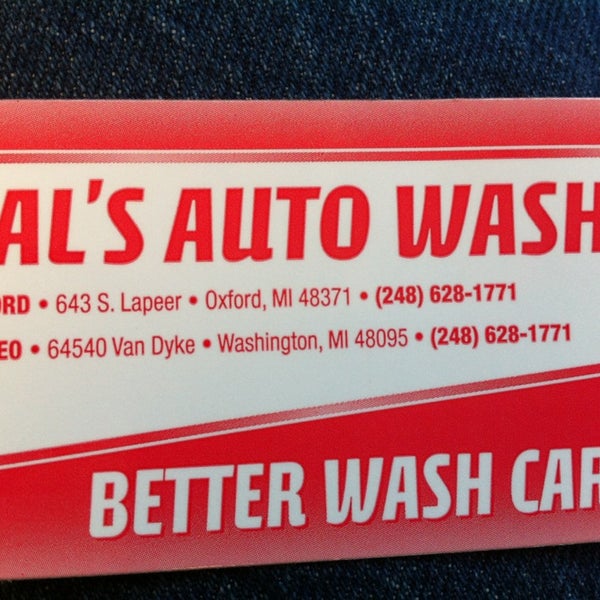 AL'S AUTO WASH
ORD • 643 S. Lapeer • Oxford, MI 48371 • (248) 628-1771
EO • 64540 Van Dyke • Washington, MI 48095 • (248) 628-1771
BETTER WASH CAR